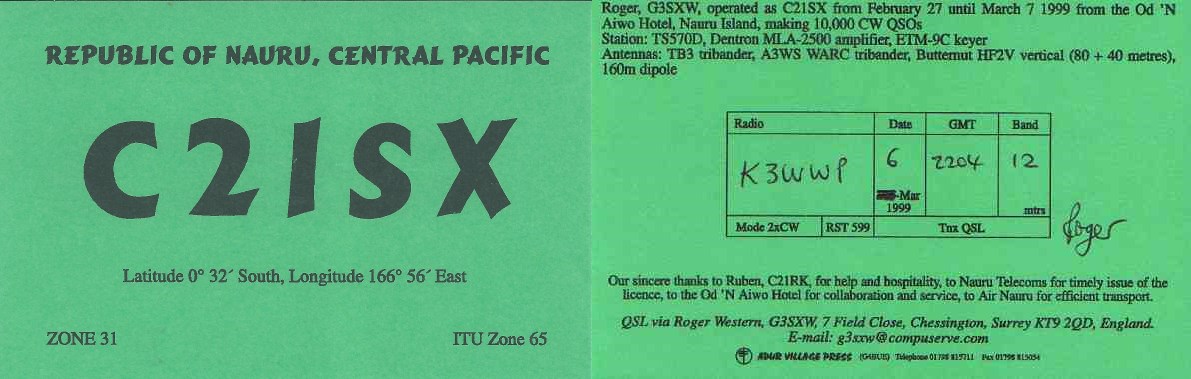 REPUBLIC OF NAURU, CENTRAL PACIFIC
C21SX
Latitude 0° 32´ South, Longitude 166° 56´ East
ZONE 31
ITU Zone 65
Roger, G3SXW, operated as C21SX from February 27 until March 7 1999 from the Od 'N
Aiwo Hotel, Nauru Island, making 10,000 CW QSOs
Station: TS570D, Dentron MLA-2500 amplifier, ETM-9C keyer
Antennas: TB3 tribander, A3WS WARC tribander, Butternut HF2V vertical (80 + 40 metres),
160m dipole
Radio Date GMT Band
K3WWP 6 2204 12
-Mar
1999 mtrs
Mode 2xCW RST 599 Tnx QSL
Roger
Our sincere thanks to Ruben, C21RK, for help and hospitality, to Nauru Telecoms for timely issue of the
licence, to the Od 'N Aiwo Hotel for collaboration and service, to Air Nauru for efficient transport.
QSL via Roger Western, G3SXW, 7 Field Close, Chessington, Surrey KT9 2QD, England.
E-mail: g3sxw@compuserve.com
ADUR VILLAGE PRESS (G4BUE) Telephone 01798 815711 Fax 01798 815054